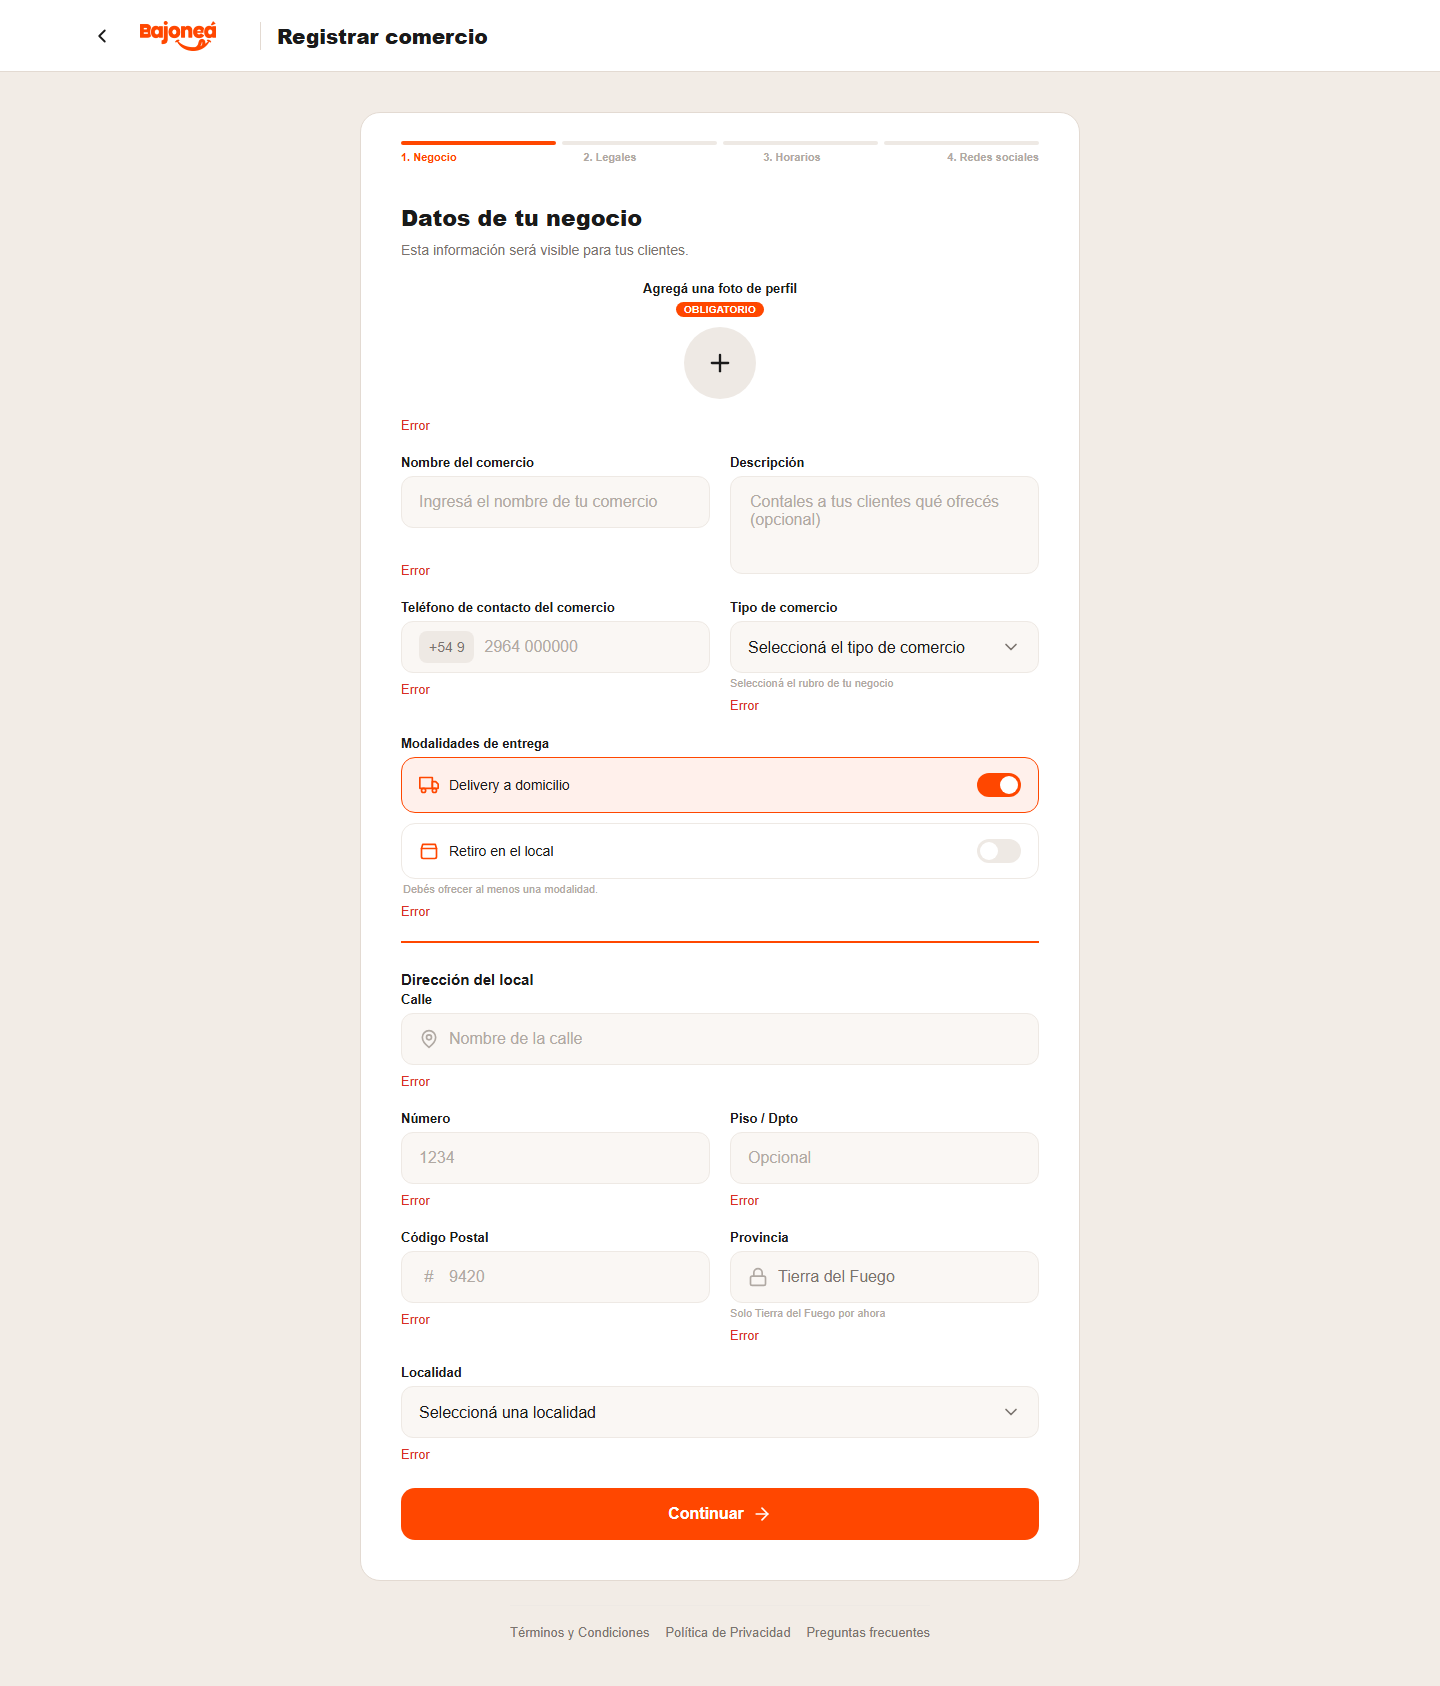 Bajoneá
Registrar comercio
1. Negocio
2. Legales
3. Horarios
4. Redes sociales
Datos de tu negocio
Esta información será visible para tus clientes.
Agregá una foto de perfil
OBLIGATORIO
Error
Nombre del comercio
Ingresá el nombre de tu comercio
Error
Descripción
Contales a tus clientes qué ofrecés
(opcional)
Teléfono de contacto del comercio
+54 9
2964 000000
Error
Tipo de comercio
Seleccioná el tipo de comercio
Seleccioná el rubro de tu negocio
Error
Modalidades de entrega
Delivery a domicilio
Retiro en el local
Debés ofrecer al menos una modalidad.
Error
Dirección del local
Calle
Nombre de la calle
Error
Número
1234
Error
Piso / Dpto
Opcional
Error
Código Postal
# 9420
Error
Provincia
Tierra del Fuego
Solo Tierra del Fuego por ahora
Error
Localidad
Seleccioná una localidad
Error
Continuar
Términos y Condiciones
Política de Privacidad
Preguntas frecuentes